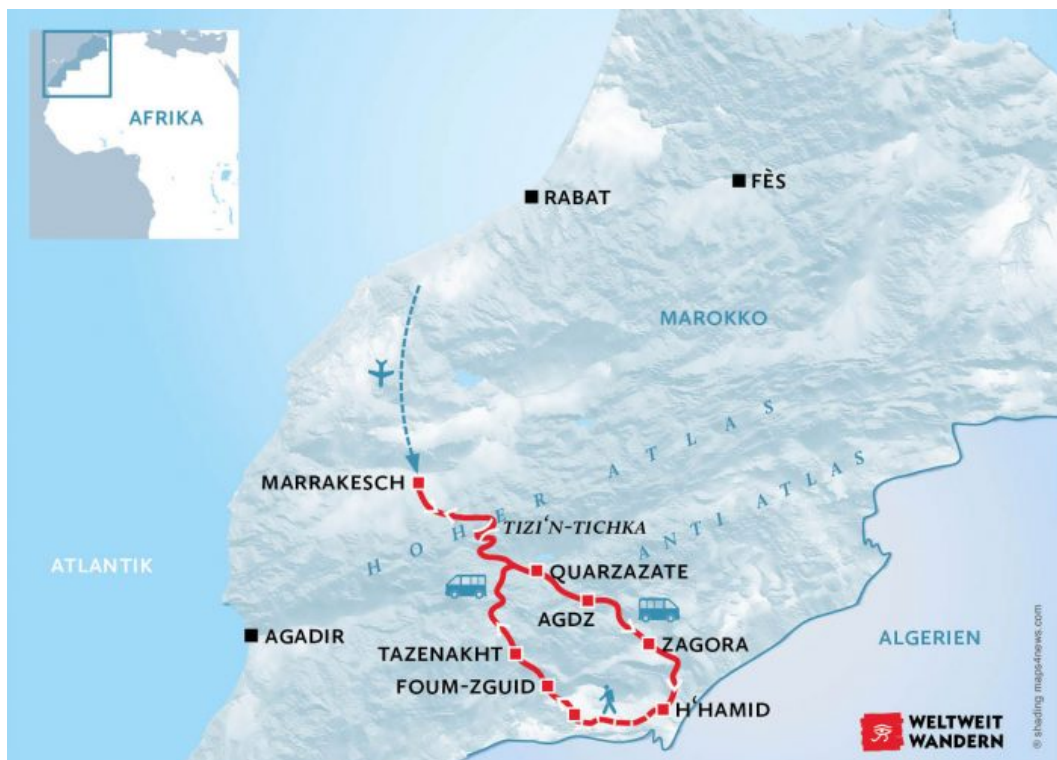 AFRIKA
RABAT
FÈS
MAROKKO
HOHER ATLAS
ANTI ATLAS
MARRAKESCH
TIZI'N-TICHKA
ATLANTIK
QUARZAZATE
AGDZ
AGADIR
ZAGORA
ALGERIEN
TAZENAKHT
FOUM-ZGUID
H'HAMID
WELTWEIT
WANDERN
© shading maps4news.com